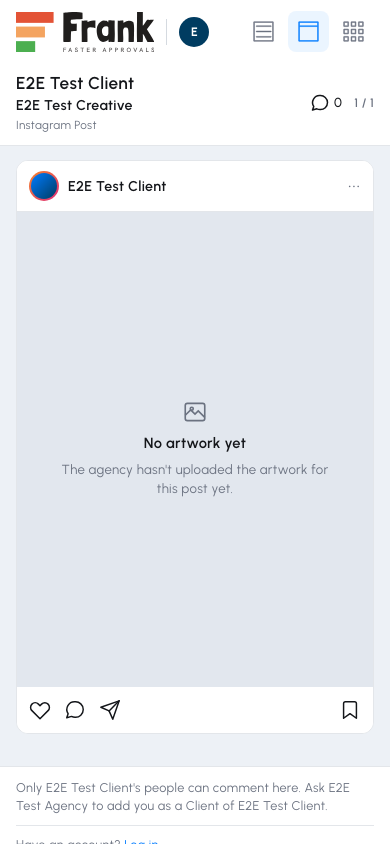 Frank
FASTER APPROVALS
E
E2E Test Client
E2E Test Creative
Instagram Post
0
1 / 1
E2E Test Client
...
No artwork yet
The agency hasn't uploaded the artwork for
this post yet.
Only E2E Test Client's people can comment here. Ask E2E
Test Agency to add you as a Client of E2E Test Client.
Have an account? Log in